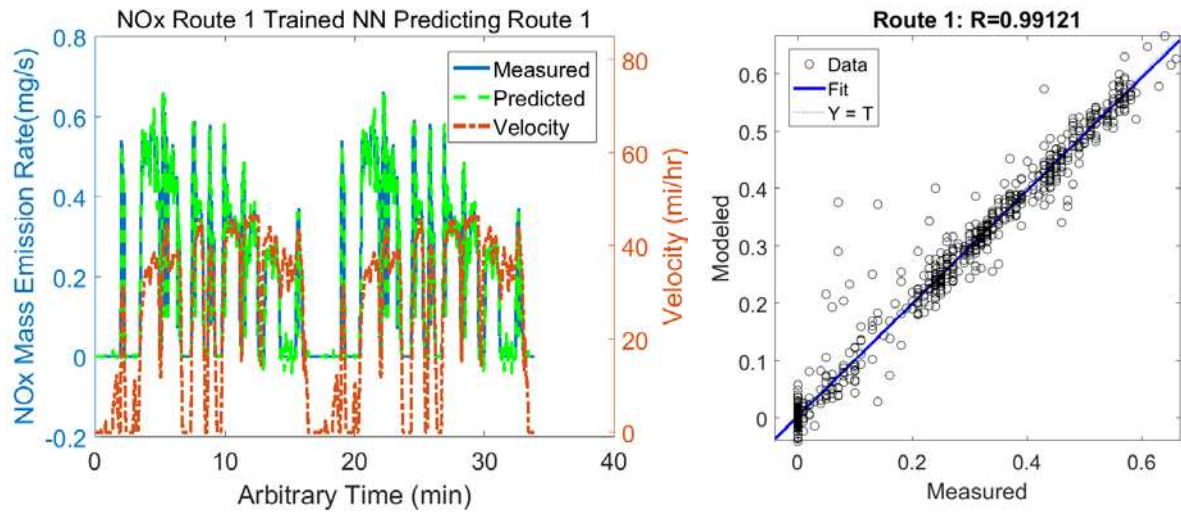 NOx Route 1 Trained NN Predicting Route 1
NOx Mass Emission Rate(mg/s)
0.8
0.6
0.4
0.2
0
-0.2
Measured
Predicted
Velocity
80
60
40
20
0
Velocity (mi/hr)
0 10 20 30 40
Arbitrary Time (min)
Route 1: R=0.99121
Modeled
0.6
0.5
0.4
0.3
0.2
0.1
0
Data
Fit
Y = T
0 0.2 0.4 0.6
Measured